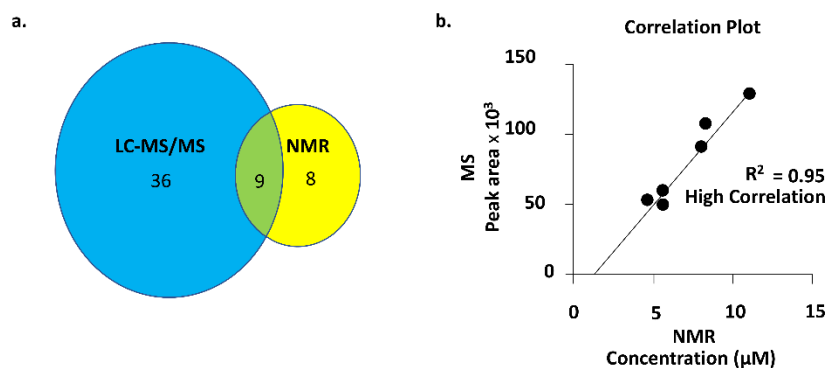 a.
LC-MS/MS
36
9
NMR
8
b.
Correlation Plot
MS
Peak area x 10³
150
100
50
0
R² = 0.95
High Correlation
0 5 10 15
NMR
Concentration (µM)